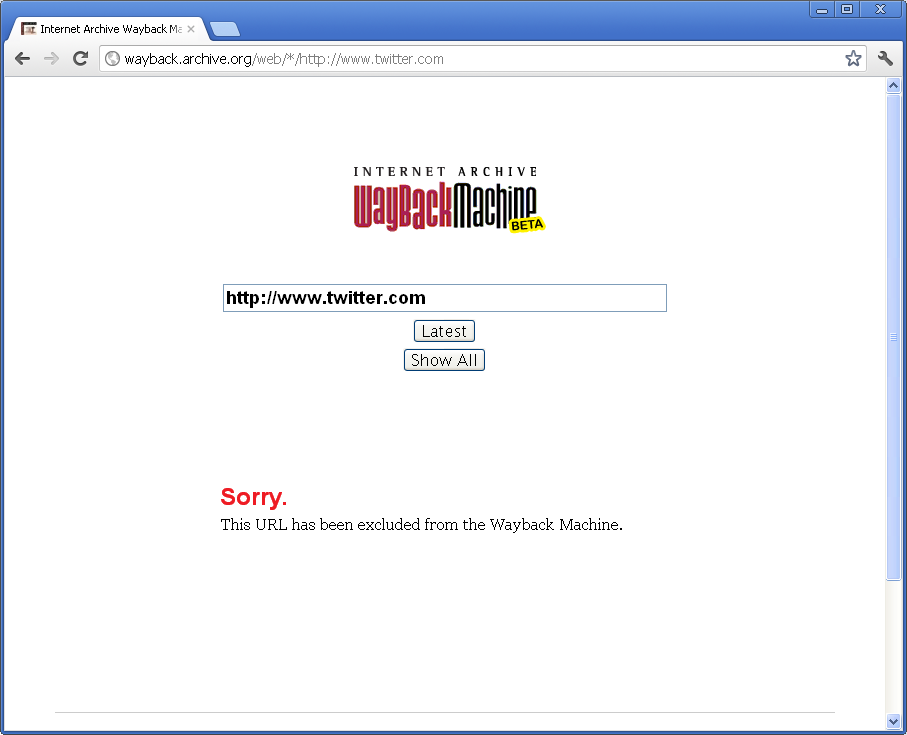 Internet Archive Wayback Ma
wayback.archive.org/web/*/http://www.twitter.com
INTERNET ARCHIVE
WayBackMachine
BETA
http://www.twitter.com
Latest
Show All
Sorry.
This URL has been excluded from the Wayback Machine.